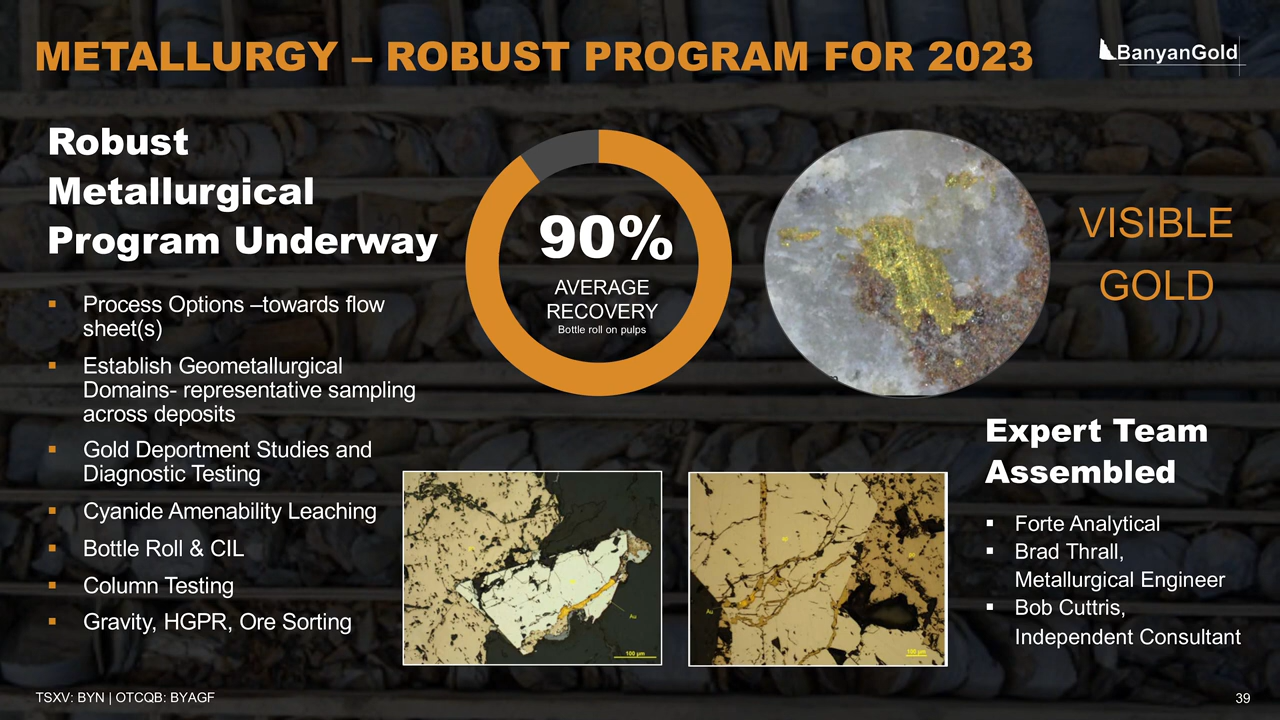 METALLURGY – ROBUST PROGRAM FOR 2023
BanyanGold
Robust
Metallurgical
Program Underway
▪ Process Options –towards flow
sheet(s)
▪ Establish Geometallurgical
Domains- representative sampling
across deposits
▪ Gold Deportment Studies and
Diagnostic Testing
▪ Cyanide Amenability Leaching
▪ Bottle Roll & CIL
▪ Column Testing
▪ Gravity, HGPR, Ore Sorting
90%
AVERAGE
RECOVERY
Bottle roll on pulps
VISIBLE
GOLD
Au
100 µm
Au
100 µm
Expert Team
Assembled
▪ Forte Analytical
▪ Brad Thrall,
Metallurgical Engineer
▪ Bob Cuttris,
Independent Consultant
TSXV: BYN | OTCQB: BYAGF
39